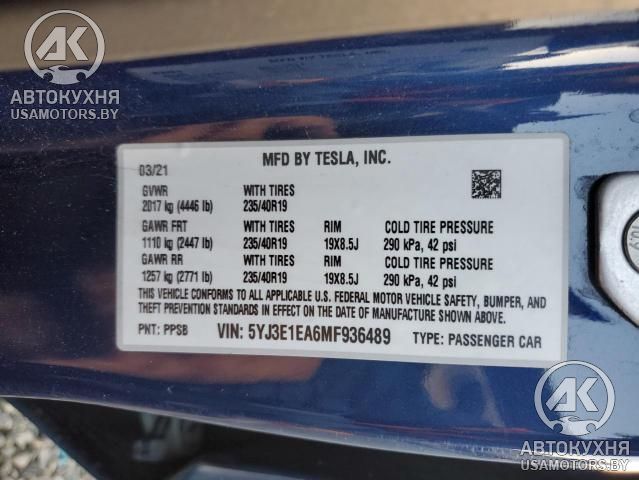 AK
АВТОКУХНЯ
USAMOTORS.BY
MFD BY TESLA, INC.
03/21
GVWR WITH TIRES
2017 kg (4446 lb) 235/40R19
GAWR FRT WITH TIRES RIM COLD TIRE PRESSURE
1110 kg (2447 lb) 235/40R19 19X8.5J 290 kPa, 42 psi
GAWR RR WITH TIRES RIM COLD TIRE PRESSURE
1257 kg (2771 lb) 235/40R19 19X8.5J 290 kPa, 42 psi
THIS VEHICLE CONFORMS TO ALL APPLICABLE U.S. FEDERAL MOTOR VEHICLE SAFETY, BUMPER, AND
THEFT PREVENTION STANDARDS IN EFFECT ON THE DATE OF MANUFACTURE SHOWN ABOVE.
PNT: PPSB VIN: 5YJ3E1EA6MF936489 TYPE: PASSENGER CAR
AK
АВТОКУХНЯ
USAMOTORS.BY